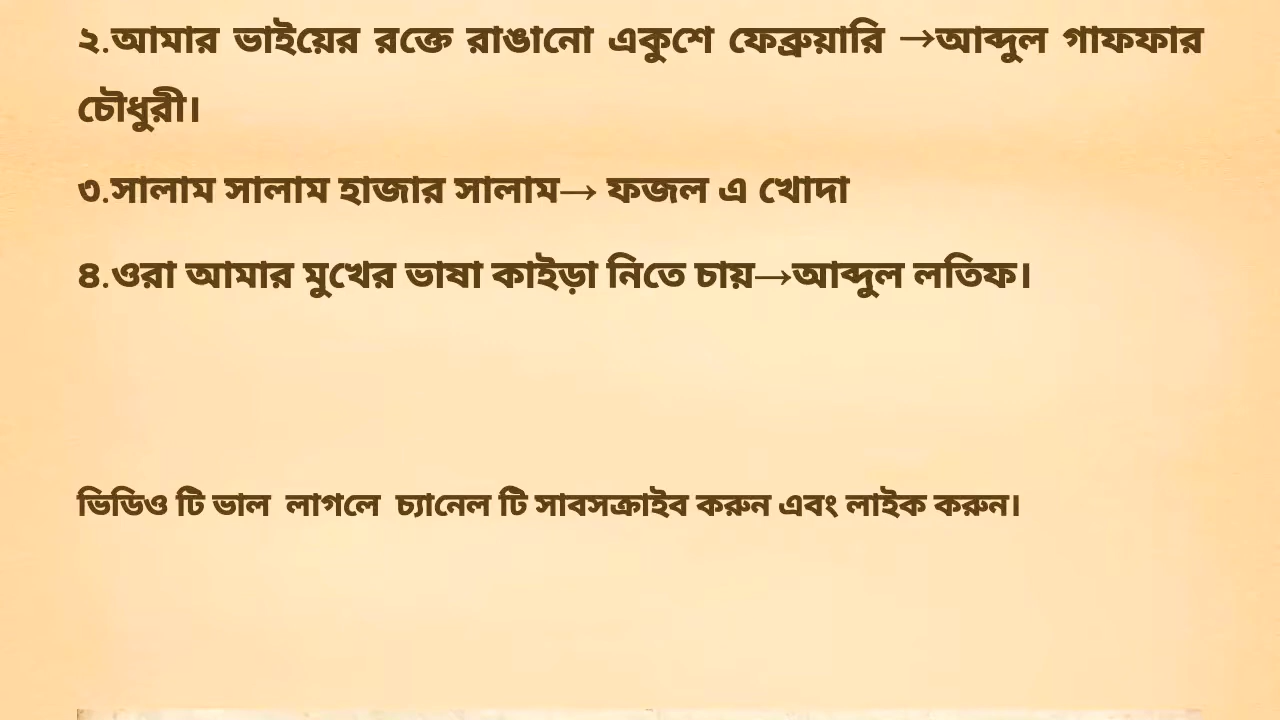 ২.আমার ভাইয়ের রক্তে রাঙানো একুশে ফেব্রুয়ারি →আব্দুল গাফফার
চৌধুরী।
৩.সালাম সালাম হাজার সালাম→ ফজল এ খোদা
৪.ওরা আমার মুখের ভাষা কাইড়া নিতে চায়→আব্দুল লতিফ।
ভিডিও টি ভাল লাগলে চ্যানেল টি সাবসক্রাইব করুন এবং লাইক করুন।